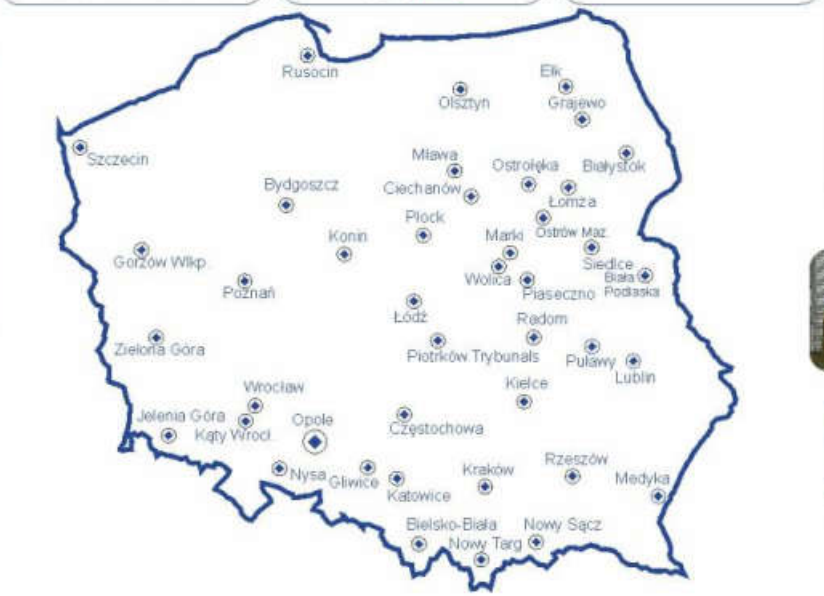 Rusocin
Ełk
Olsztyn
Grajewo
Szczecin
Mława
Ostrołęka
Białystok
Bydgoszcz
Ciechanów
Łomża
Płock
Ostrów Maz.
Konin
Marki
Gorzów Wlkp.
Siedlce
Wolica
Biała
Podlaska
Poznań
Piaseczno
Łódź
Radom
Zielona Góra
Piotrków Trybunals
Puławy
Lublin
Kielce
Wrocław
Jelenia Góra
Opole
Kąty Wrocł.
Częstochowa
Rzeszów
Kraków
Nysa
Gliwice
Medyka
Katowice
Bielsko-Biała
Nowy Sącz
Nowy Targ